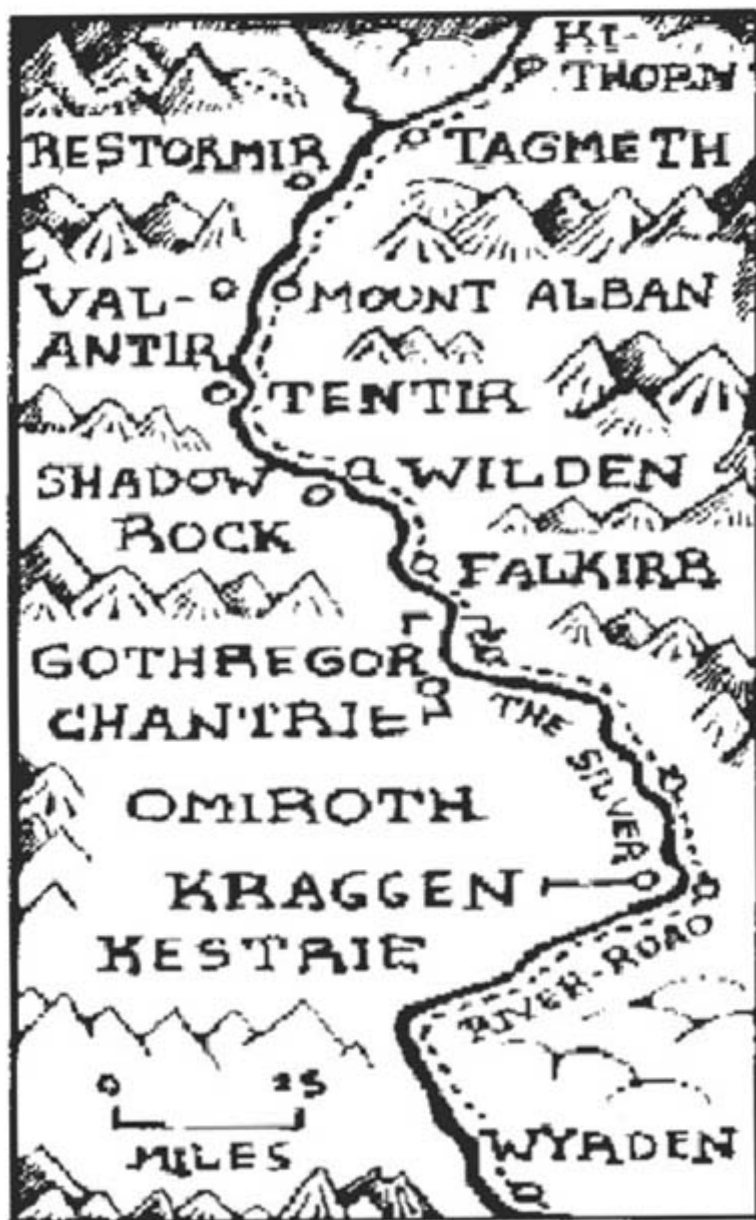 KI-
THORN
RESTORMIR
TAGMETH
VAL-
ANTIR
MOUNT ALBAN
TENTIR
SHADOW
ROCK
WILDEN
FALKIRR
GOTHREGOR
CHANTRIE
THE SILVER
OMIROTH
KRAGGEN
KESTRIE
RIVER-ROAD
0 25
MILES
WYRDEN